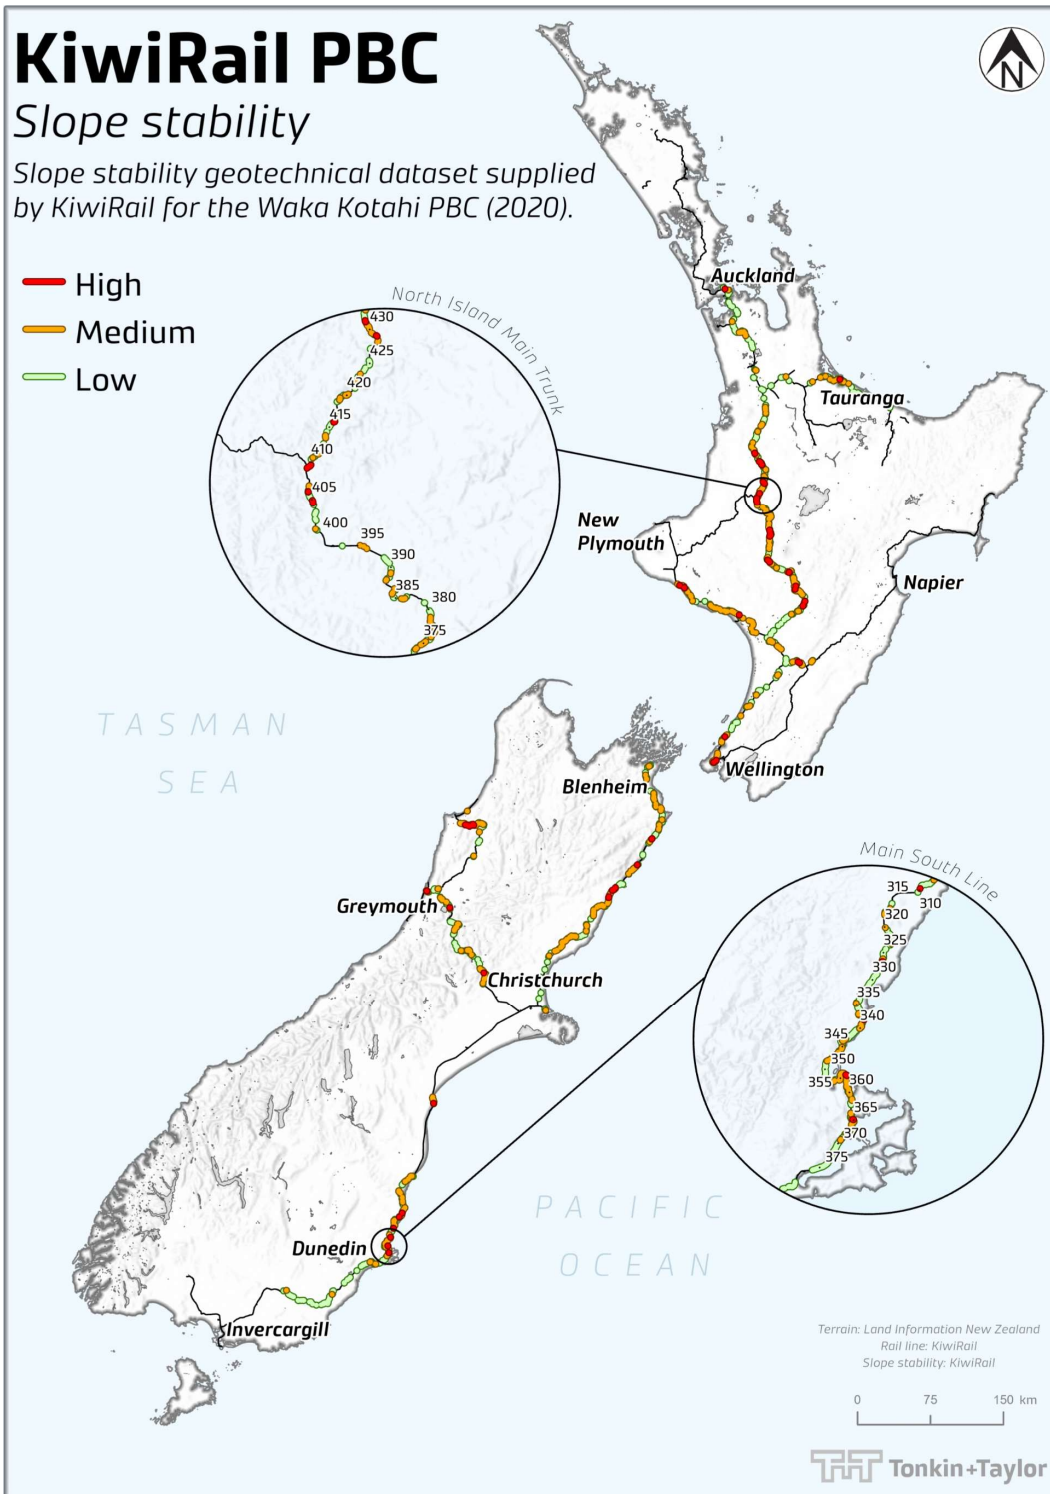 KiwiRail PBC
Slope stability
Slope stability geotechnical dataset supplied
by KiwiRail for the Waka Kotahi PBC (2020).
High
Medium
Low
N
North Island Main Trunk
430
425
420
415
410
405
400
395
390
385
380
375
Auckland
Tauranga
New
Plymouth
Napier
Wellington
TASMAN
SEA
Blenheim
Greymouth
Christchurch
Dunedin
Invercargill
Main South Line
315
310
320
325
330
335
340
345
350
355
360
365
370
375
PACIFIC
OCEAN
Terrain: Land Information New Zealand
Rail line: KiwiRail
Slope stability: KiwiRail
0 75 150 km
T+T Tonkin+Taylor